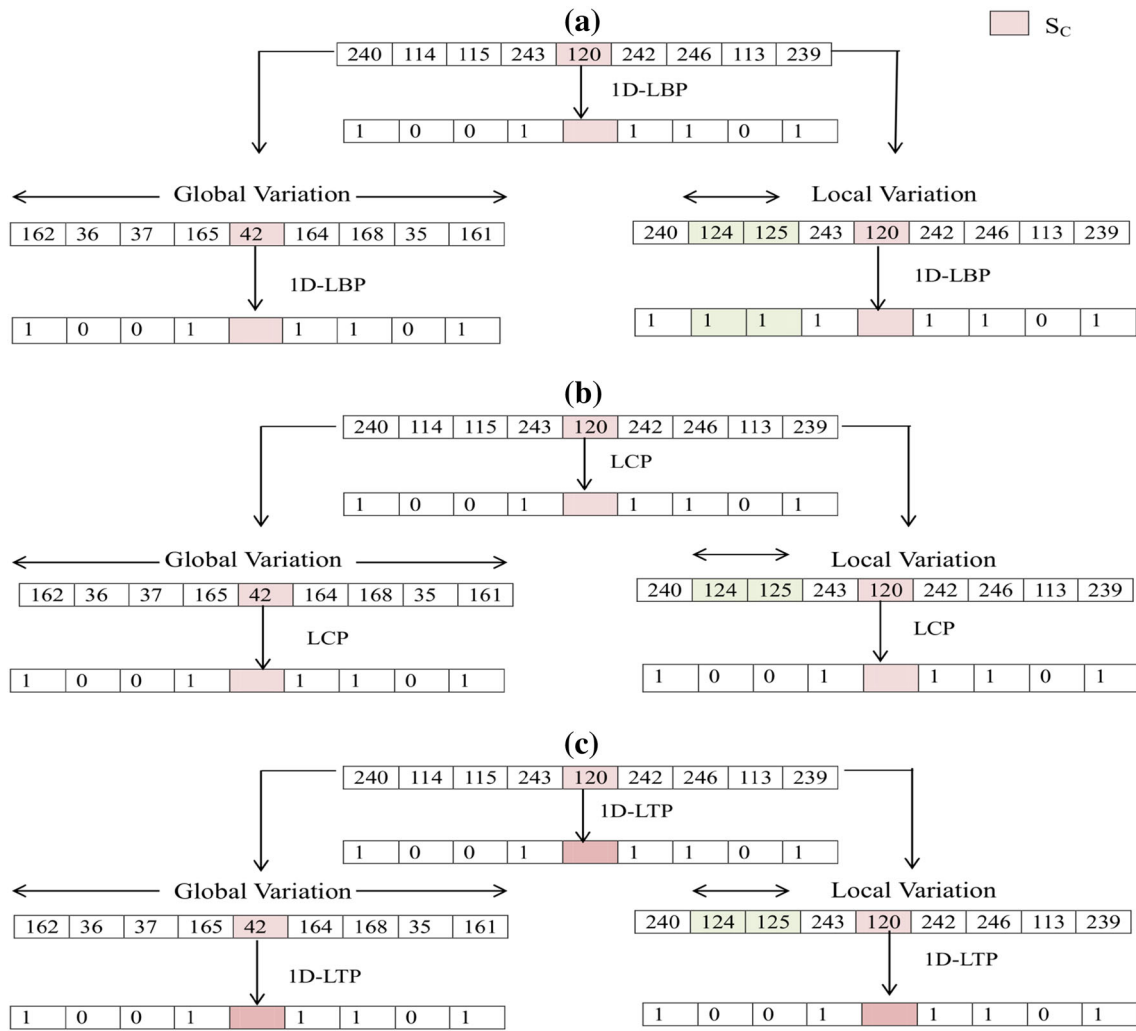 (a)
S_C
240 114 115 243 120 242 246 113 239
1D-LBP
1 0 0 1 1 1 0 1
Global Variation
162 36 37 165 42 164 168 35 161
1D-LBP
1 0 0 1 1 1 0 1
Local Variation
240 124 125 243 120 242 246 113 239
1D-LBP
1 1 1 1 1 1 0 1
(b)
240 114 115 243 120 242 246 113 239
LCP
1 0 0 1 1 1 0 1
Global Variation
162 36 37 165 42 164 168 35 161
LCP
1 0 0 1 1 1 0 1
Local Variation
240 124 125 243 120 242 246 113 239
LCP
1 0 0 1 1 1 0 1
(c)
240 114 115 243 120 242 246 113 239
1D-LTP
1 0 0 1 1 1 0 1
Global Variation
162 36 37 165 42 164 168 35 161
1D-LTP
1 0 0 1 1 1 0 1
Local Variation
240 124 125 243 120 242 246 113 239
1D-LTP
1 0 0 1 1 1 0 1